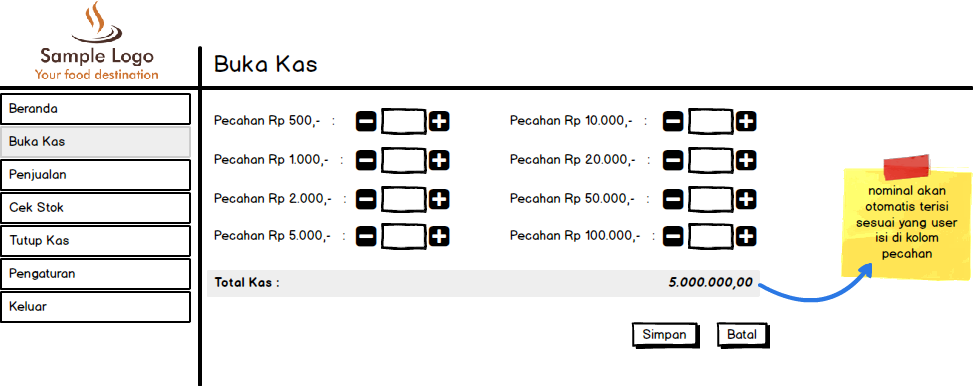 Sample Logo
Your food destination
Buka Kas
Beranda
Buka Kas
Penjualan
Cek Stok
Tutup Kas
Pengaturan
Keluar
Pecahan Rp 500,- :
Pecahan Rp 10.000,- :
Pecahan Rp 1.000,- :
Pecahan Rp 20.000,- :
Pecahan Rp 2.000,- :
Pecahan Rp 50.000,- :
Pecahan Rp 5.000,- :
Pecahan Rp 100.000,- :
Total Kas : 5.000.000,00
Simpan Batal
nominal akan
otomatis terisi
sesuai yang user
isi di kolom
pecahan